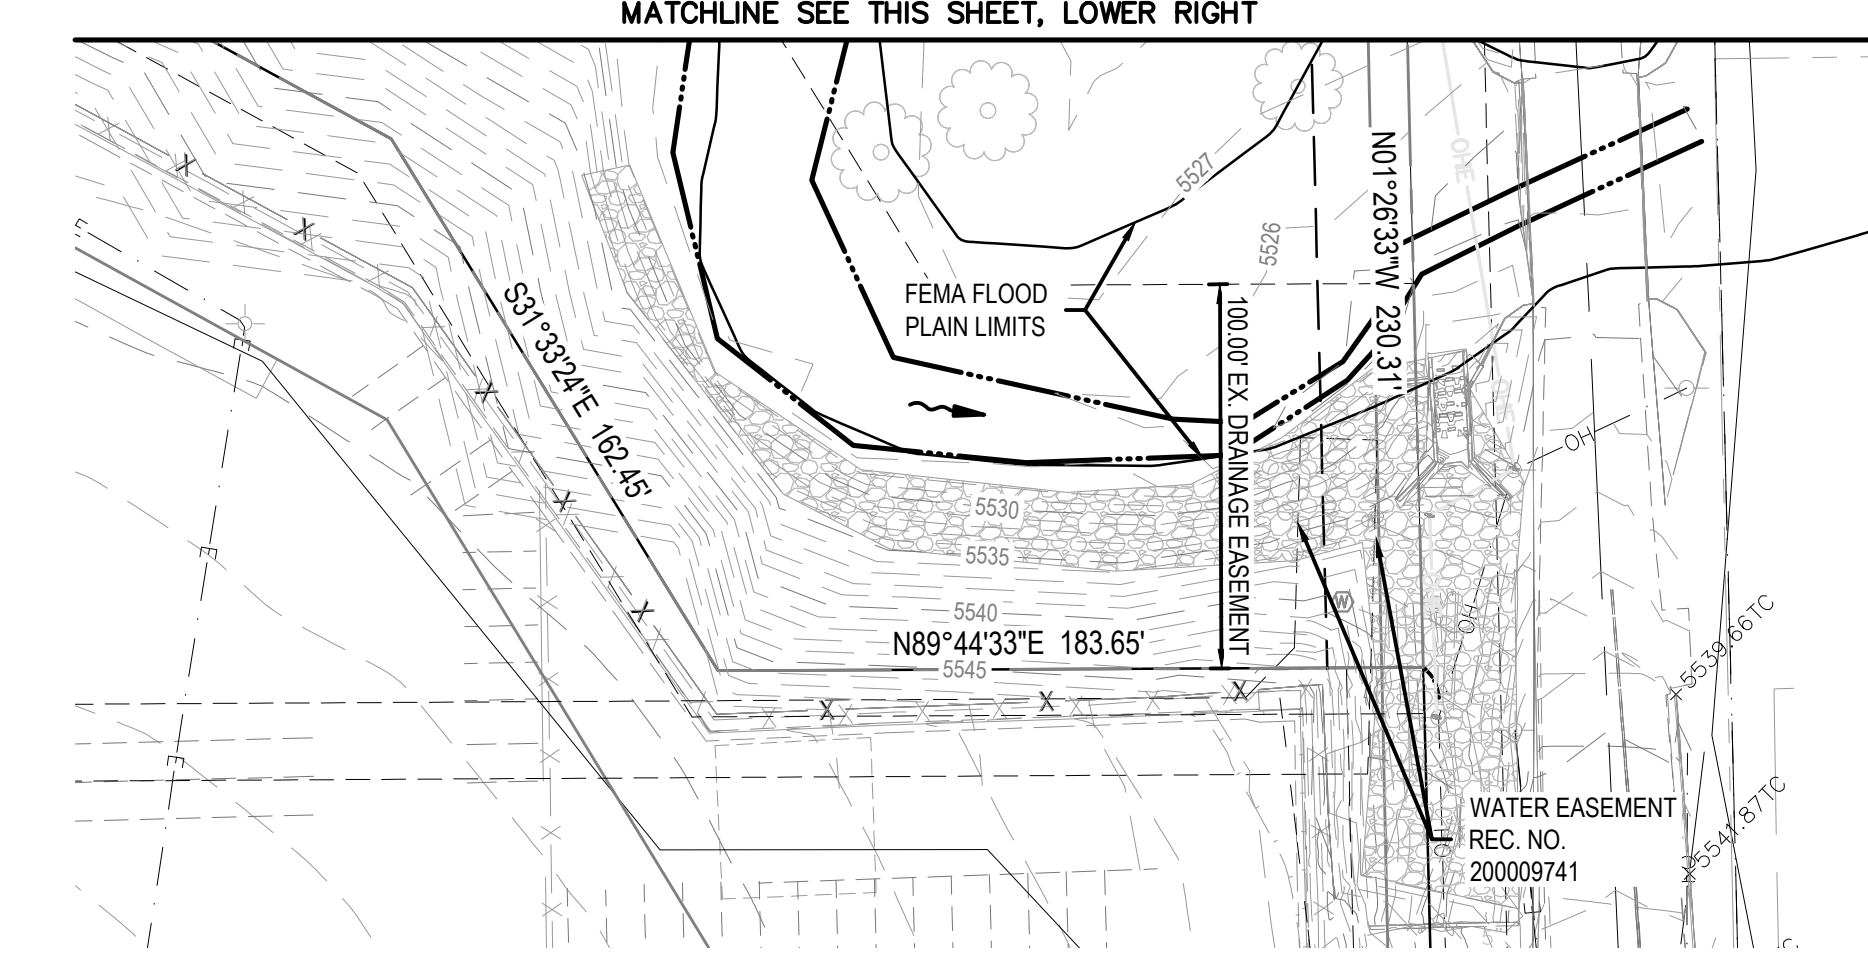 MATCHLINE SEE THIS SHEET, LOWER RIGHT
5527
OHE
N01°26'33"W 230.31'
5526
E
S31°33'24"E 162.45'
FEMA FLOOD
PLAIN LIMITS
100.00' EX. DRAINAGE EASEMENT
E
OHE
OH
5530
5535
E
5540
W
OH
N89°44'33"E 183.65'
5545
5539.66TC
E
WATER EASEMENT
REC. NO.
200009741
5541.87TC